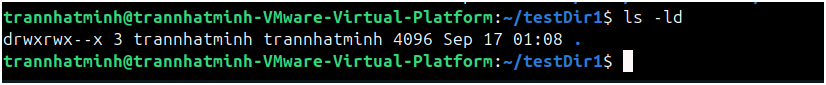 trannhatminh@trannhatminh-VMware-Virtual-Platform:~/testDir1$ ls -ld
drwxrwx--x 3 trannhatminh trannhatminh 4096 Sep 17 01:08 .
trannhatminh@trannhatminh-VMware-Virtual-Platform:~/testDir1$